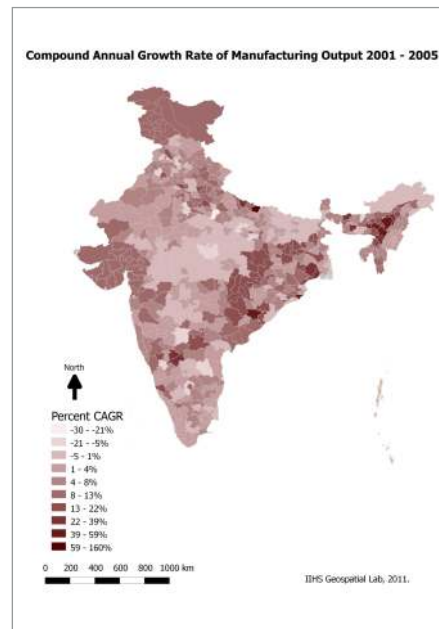 Compound Annual Growth Rate of Manufacturing Output 2001 - 2005
North
Percent CAGR
-30 - -21%
-21 - -5%
-5 - 1%
1 - 4%
4 - 8%
8 - 13%
13 - 22%
22 - 39%
39 - 59%
59 - 160%
0 200 400 600 800 1000 km
IIHS Geospatial Lab, 2011.